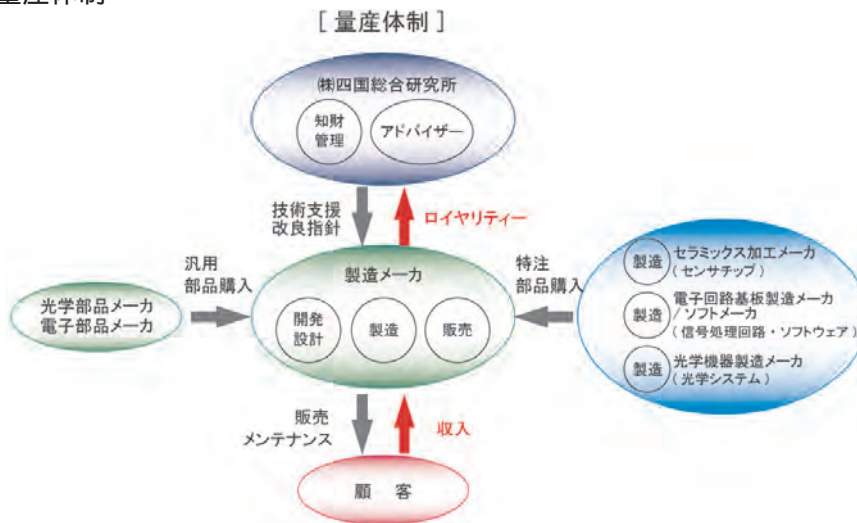 量産体制
[ 量産体制 ]
㈱四国総合研究所
知財
管理
アドバイザー
技術支援
改良指針
ロイヤリティー
汎用
部品購入
製造メーカ
特注
部品購入
光学部品メーカ
電子部品メーカ
開発
設計
製造
販売
製造
セラミックス加工メーカ
( センサチップ )
製造
電子回路基板製造メーカ
/ ソフトメーカ
( 信号処理回路・ソフトウェア )
製造
光学機器製造メーカ
( 光学システム )
販売
メンテナンス
収入
顧 客